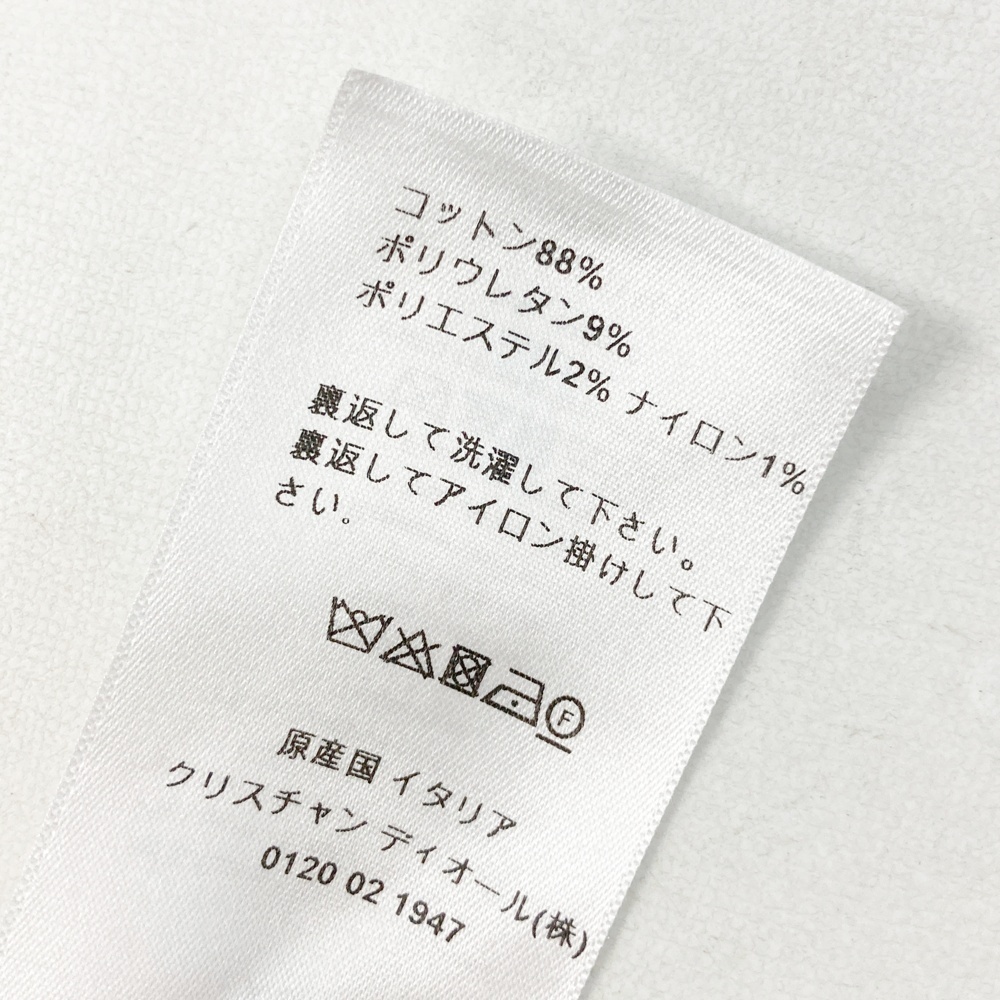 コットン88%
ポリウレタン9%
ポリエステル2% ナイロン1%
裏返して洗濯して下さい。
裏返してアイロン掛けして下
さい。
F
原産国 イタリア
クリスチャン ディオール(株)
0120 02 1947